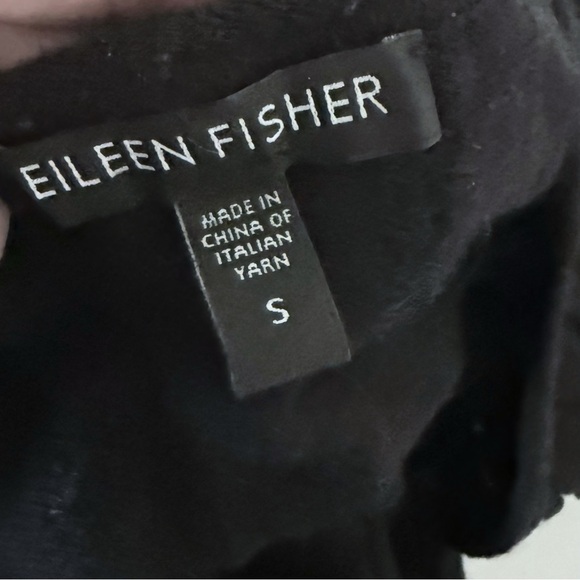 EILEEN FISHER
MADE IN
CHINA OF
ITALIAN
YARN
S